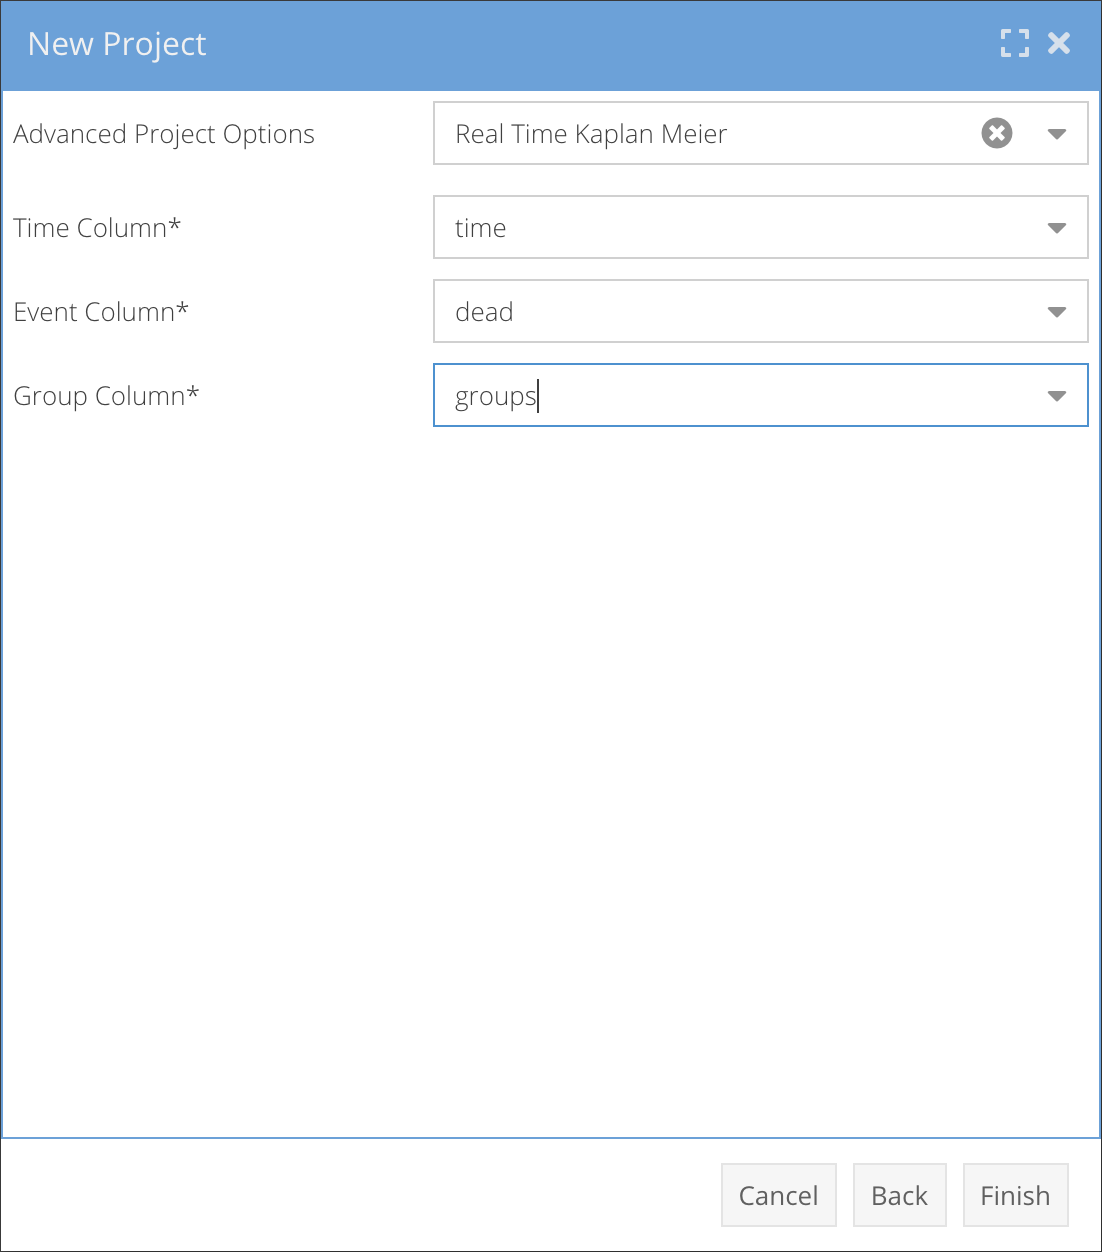 New Project
Advanced Project Options
Real Time Kaplan Meier
Time Column*
time
Event Column*
dead
Group Column*
groups
Cancel
Back
Finish